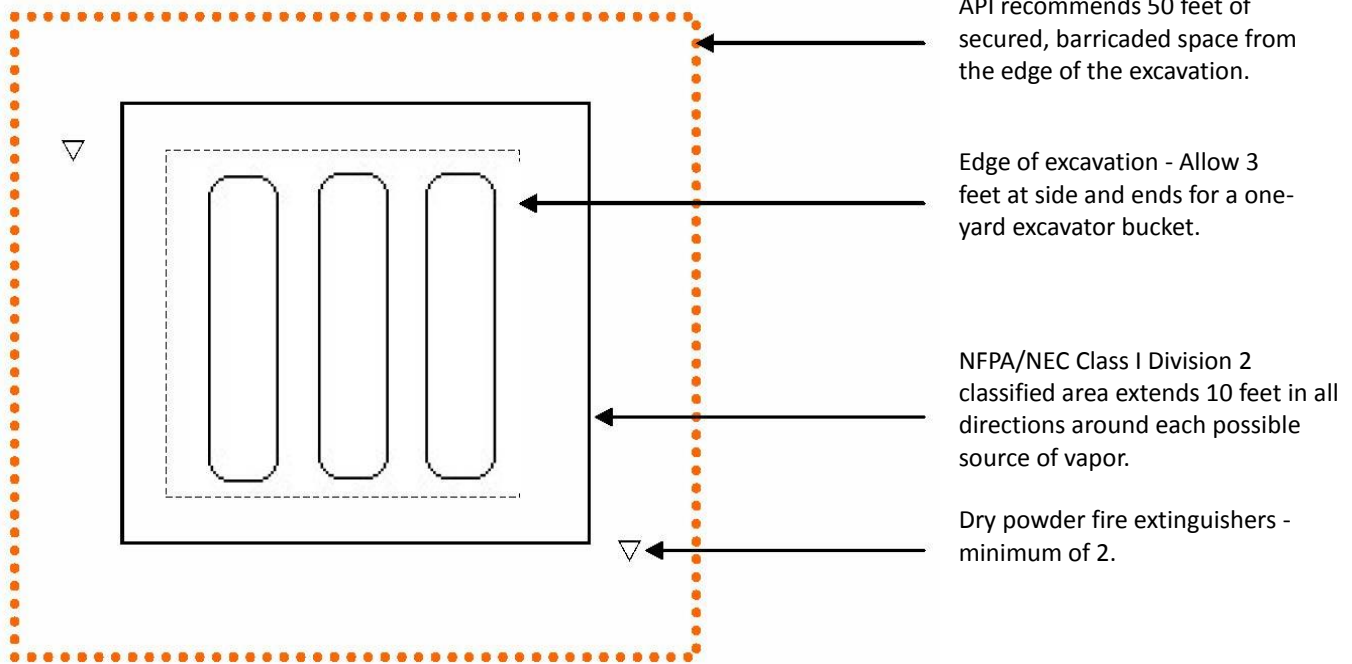 API recommends 50 feet of
secured, barricaded space from
the edge of the excavation.
Edge of excavation - Allow 3
feet at side and ends for a one-
yard excavator bucket.
NFPA/NEC Class I Division 2
classified area extends 10 feet in all
directions around each possible
source of vapor.
Dry powder fire extinguishers -
minimum of 2.